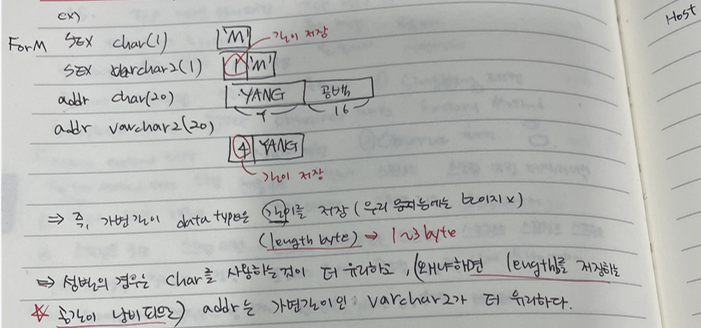 ex)
Host
길이 저장
ForM SEX char(1) 'M'
SEX varchar2(1) 1 'M'
addr char(20) YANG 공백
4 16
addr varchar2(20)
4 YANG
길이 저장
⇒ 즉, 가변길이 data type은 길이를 저장 (우리 눈에는 보이지 x)
(length byte) → 1~3 byte
⇒ 성별의 경우는 char를 사용하는 것이 더 유리하고, (왜냐하면 length를 저장하는
☆ 공간이 낭비되므로) addr는 가변길이인 varchar2가 더 유리하다.